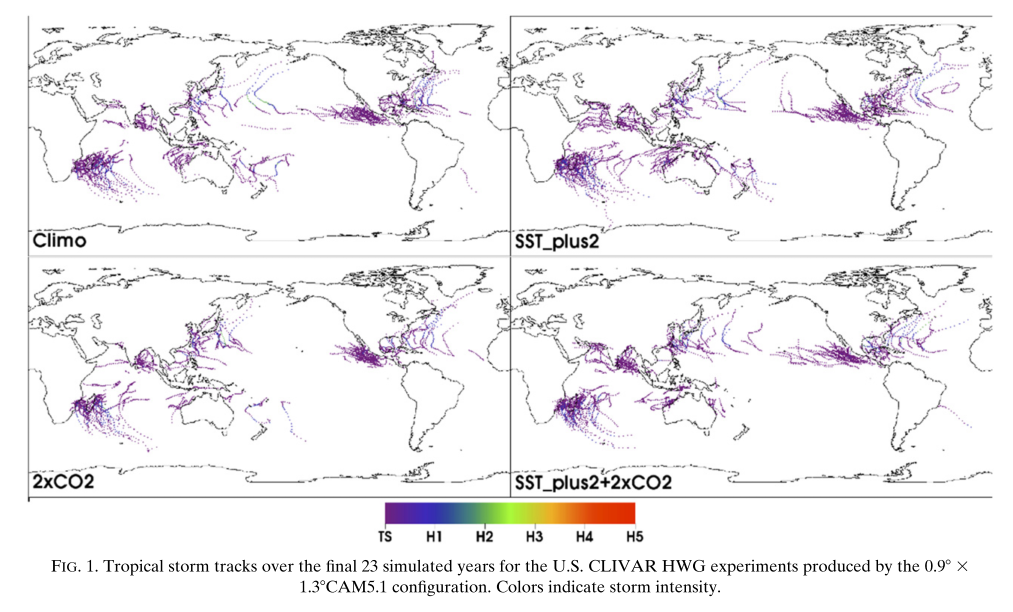 Climo
SST_plus2
2xCO2
SST_plus2+2xCO2
TS H1 H2 H3 H4 H5
FIG. 1. Tropical storm tracks over the final 23 simulated years for the U.S. CLIVAR HWG experiments produced by the 0.9° ×
1.3°CAM5.1 configuration. Colors indicate storm intensity.